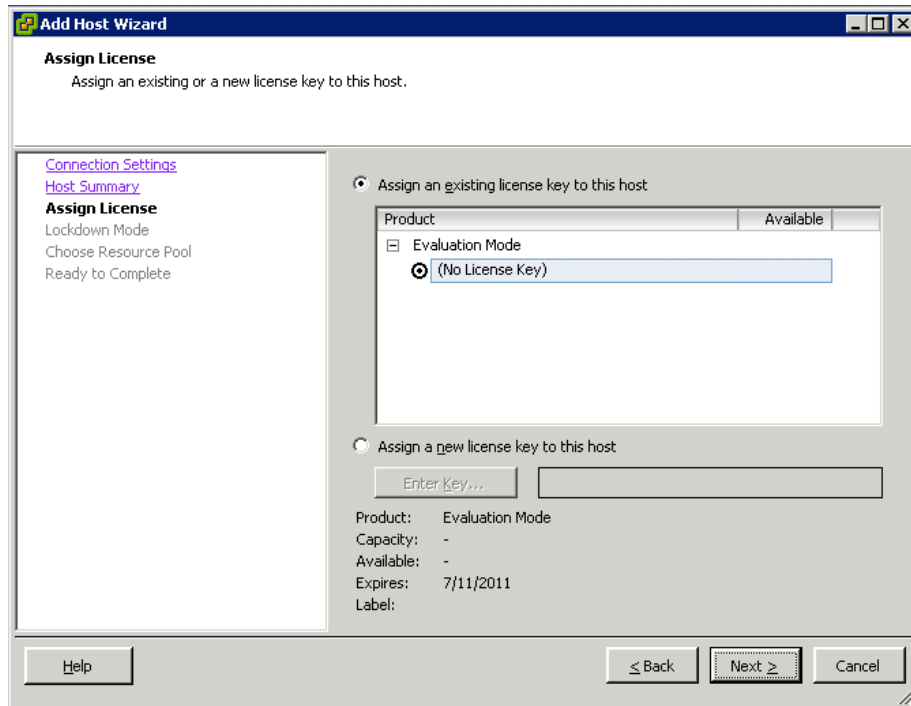 Add Host Wizard
Assign License
Assign an existing or a new license key to this host.
Connection Settings
Host Summary
Assign License
Lockdown Mode
Choose Resource Pool
Ready to Complete
Assign an existing license key to this host
Product Available
Evaluation Mode
(No License Key)
Assign a new license key to this host
Enter Key...
Product: Evaluation Mode
Capacity: -
Available: -
Expires: 7/11/2011
Label:
Help
< Back
Next >
Cancel